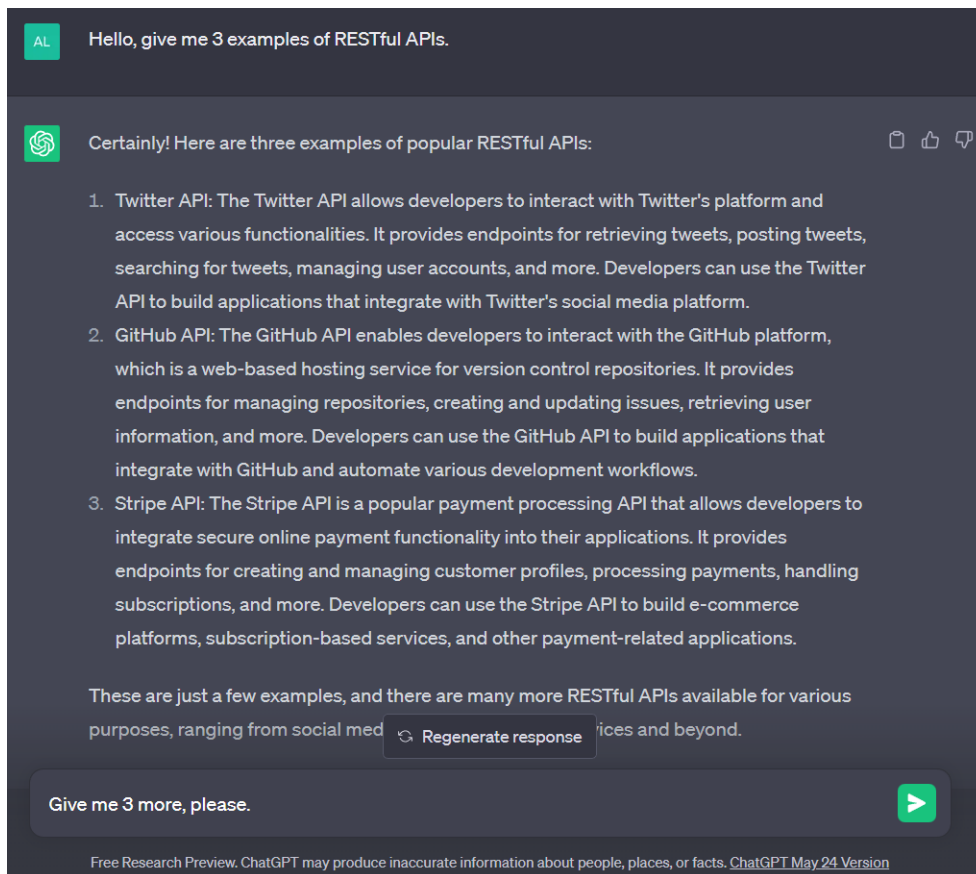 AL
Hello, give me 3 examples of RESTful APIs.
Certainly! Here are three examples of popular RESTful APIs:
1. Twitter API: The Twitter API allows developers to interact with Twitter's platform and
access various functionalities. It provides endpoints for retrieving tweets, posting tweets,
searching for tweets, managing user accounts, and more. Developers can use the Twitter
API to build applications that integrate with Twitter's social media platform.
2. GitHub API: The GitHub API enables developers to interact with the GitHub platform,
which is a web-based hosting service for version control repositories. It provides
endpoints for managing repositories, creating and updating issues, retrieving user
information, and more. Developers can use the GitHub API to build applications that
integrate with GitHub and automate various development workflows.
3. Stripe API: The Stripe API is a popular payment processing API that allows developers to
integrate secure online payment functionality into their applications. It provides
endpoints for creating and managing customer profiles, processing payments, handling
subscriptions, and more. Developers can use the Stripe API to build e-commerce
platforms, subscription-based services, and other payment-related applications.
These are just a few examples, and there are many more RESTful APIs available for various
purposes, ranging from social med
Regenerate response
ices and beyond.
Give me 3 more, please.
Free Research Preview. ChatGPT may produce inaccurate information about people, places, or facts. ChatGPT May 24 Version